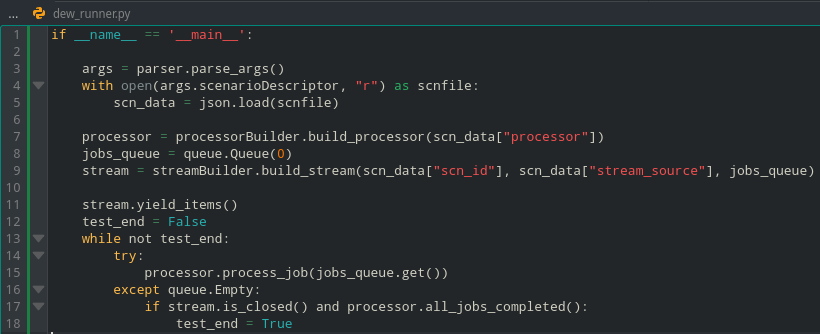 ... dew_runner.py
1 if __name__ == '__main__':
2
3     args = parser.parse_args()
4     with open(args.scenarioDescriptor, "r") as scnfile:
5         scn_data = json.load(scnfile)
6
7     processor = processorBuilder.build_processor(scn_data["processor"])
8     jobs_queue = queue.Queue(0)
9     stream = streamBuilder.build_stream(scn_data["scn_id"], scn_data["stream_source"], jobs_queue)
10
11     stream.yield_items()
12     test_end = False
13     while not test_end:
14         try:
15             processor.process_job(jobs_queue.get())
16         except queue.Empty:
17             if stream.is_closed() and processor.all_jobs_completed():
18                 test_end = True